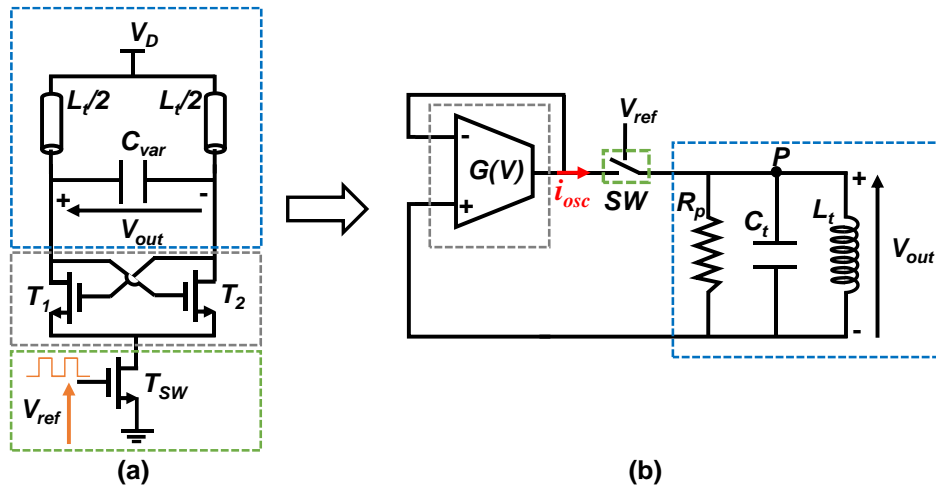 V_D
L_t/2 L_t/2
C_var
+ -
V_out
T_1 T_2
T_SW
V_ref
(a)
V_ref
-
G(V)
+
i_osc SW
P
R_p C_t L_t
+
V_out
-
(b)